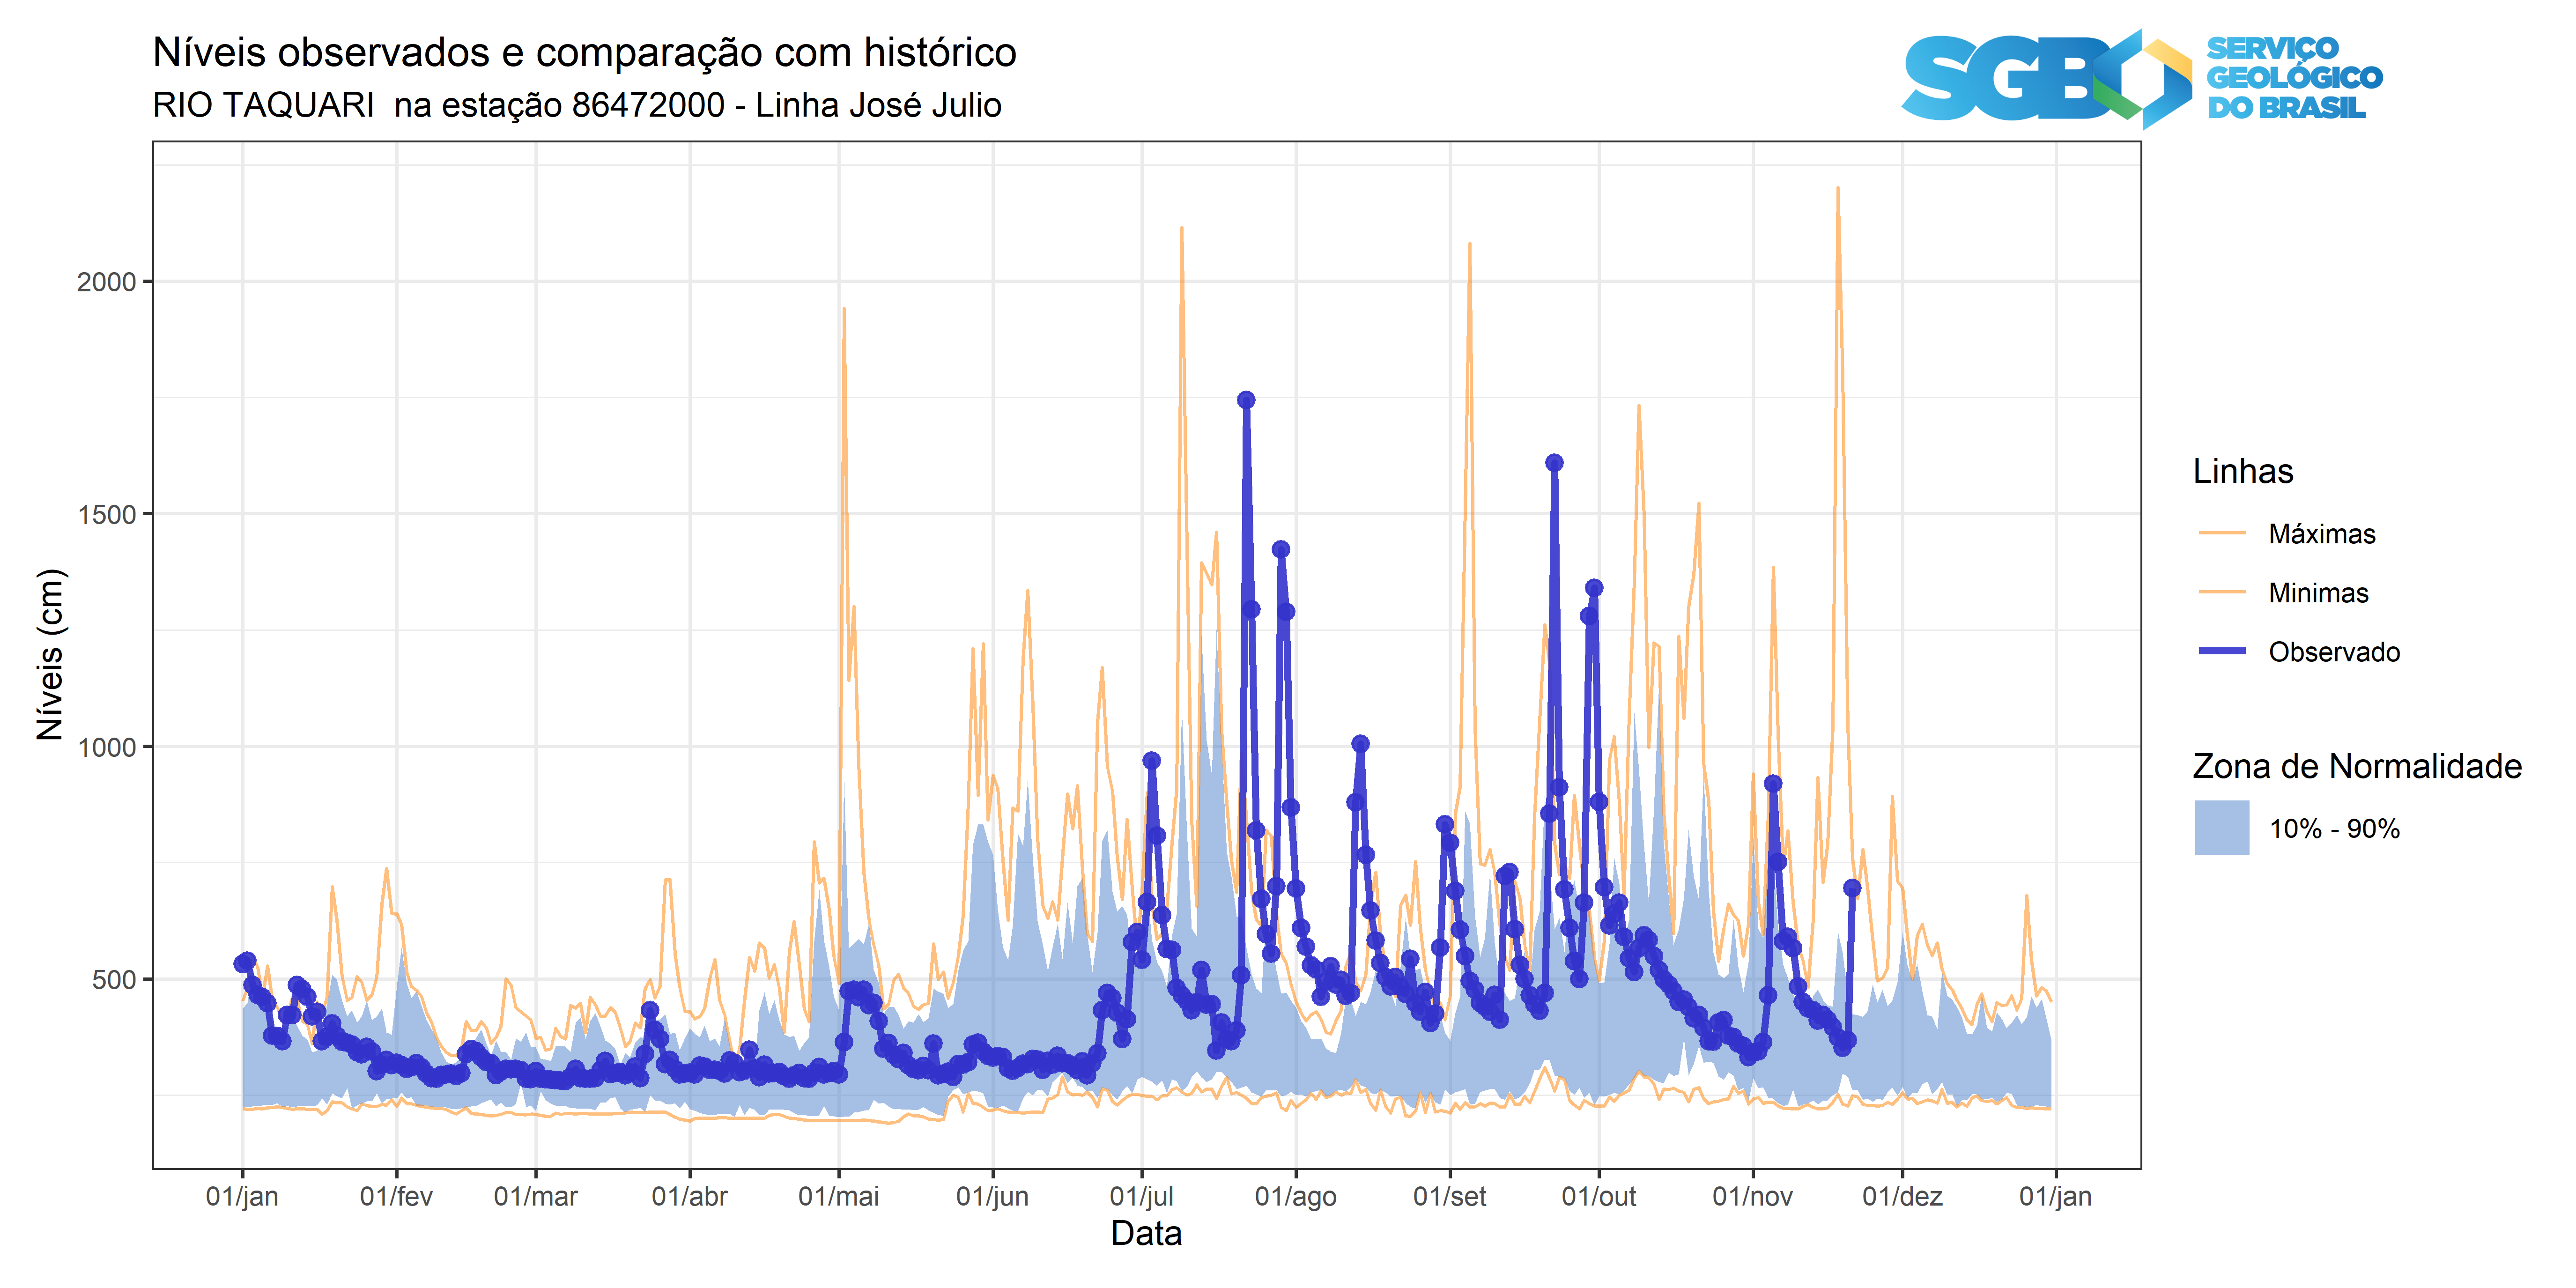 Níveis observados e comparação com histórico
RIO TAQUARI  na estação 86472000 - Linha José Julio
SGB
SERVIÇO
GEOLÓGICO
DO BRASIL
Níveis (cm)
2000
1500
1000
500
01/jan 01/fev 01/mar 01/abr 01/mai 01/jun 01/jul 01/ago 01/set 01/out 01/nov 01/dez 01/jan
Data
Linhas
Máximas
Minimas
Observado
Zona de Normalidade
10% - 90%